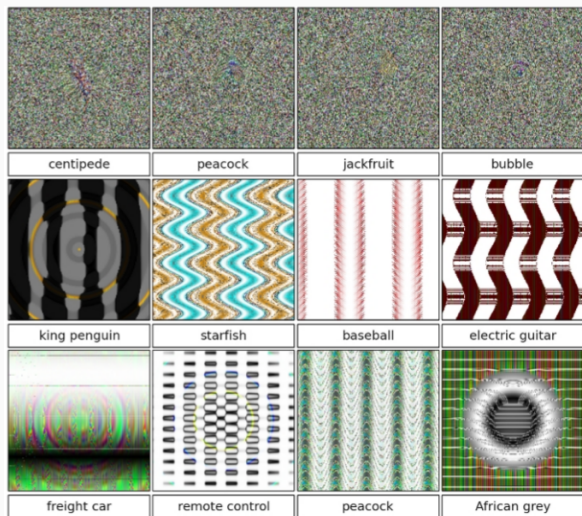 centipede
peacock
jackfruit
bubble
king penguin
starfish
baseball
electric guitar
freight car
remote control
peacock
African grey